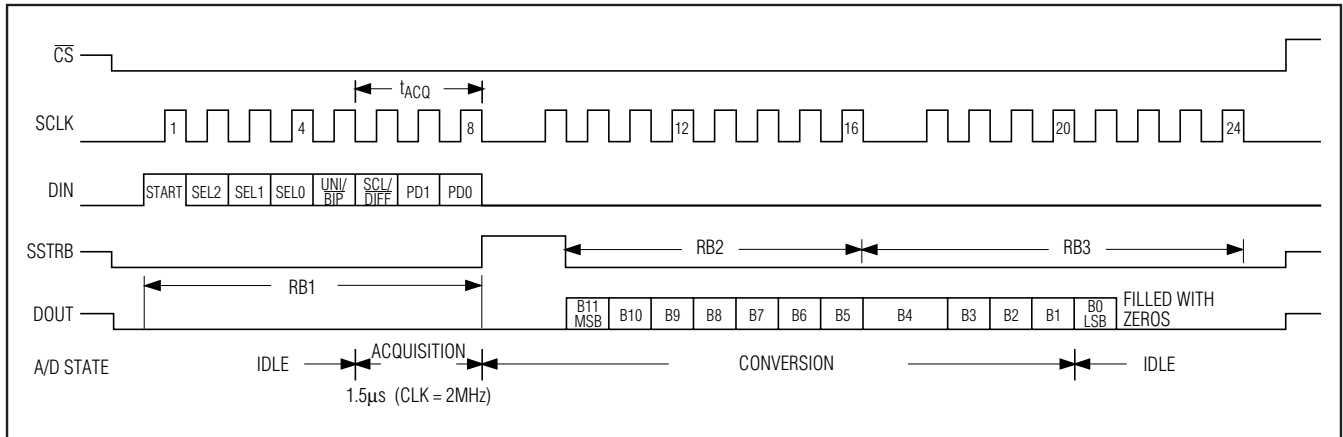 CS
tACQ
SCLK 1 4 8 12 16 20 24
DIN START SEL2 SEL1 SEL0 UNI/BIP SCL/DIFF PD1 PD0
SSTRB RB2 RB3
RB1
DOUT B11 MSB B10 B9 B8 B7 B6 B5 B4 B3 B2 B1 B0 LSB FILLED WITH ZEROS
A/D STATE IDLE ACQUISITION CONVERSION IDLE
1.5µs (CLK = 2MHz)